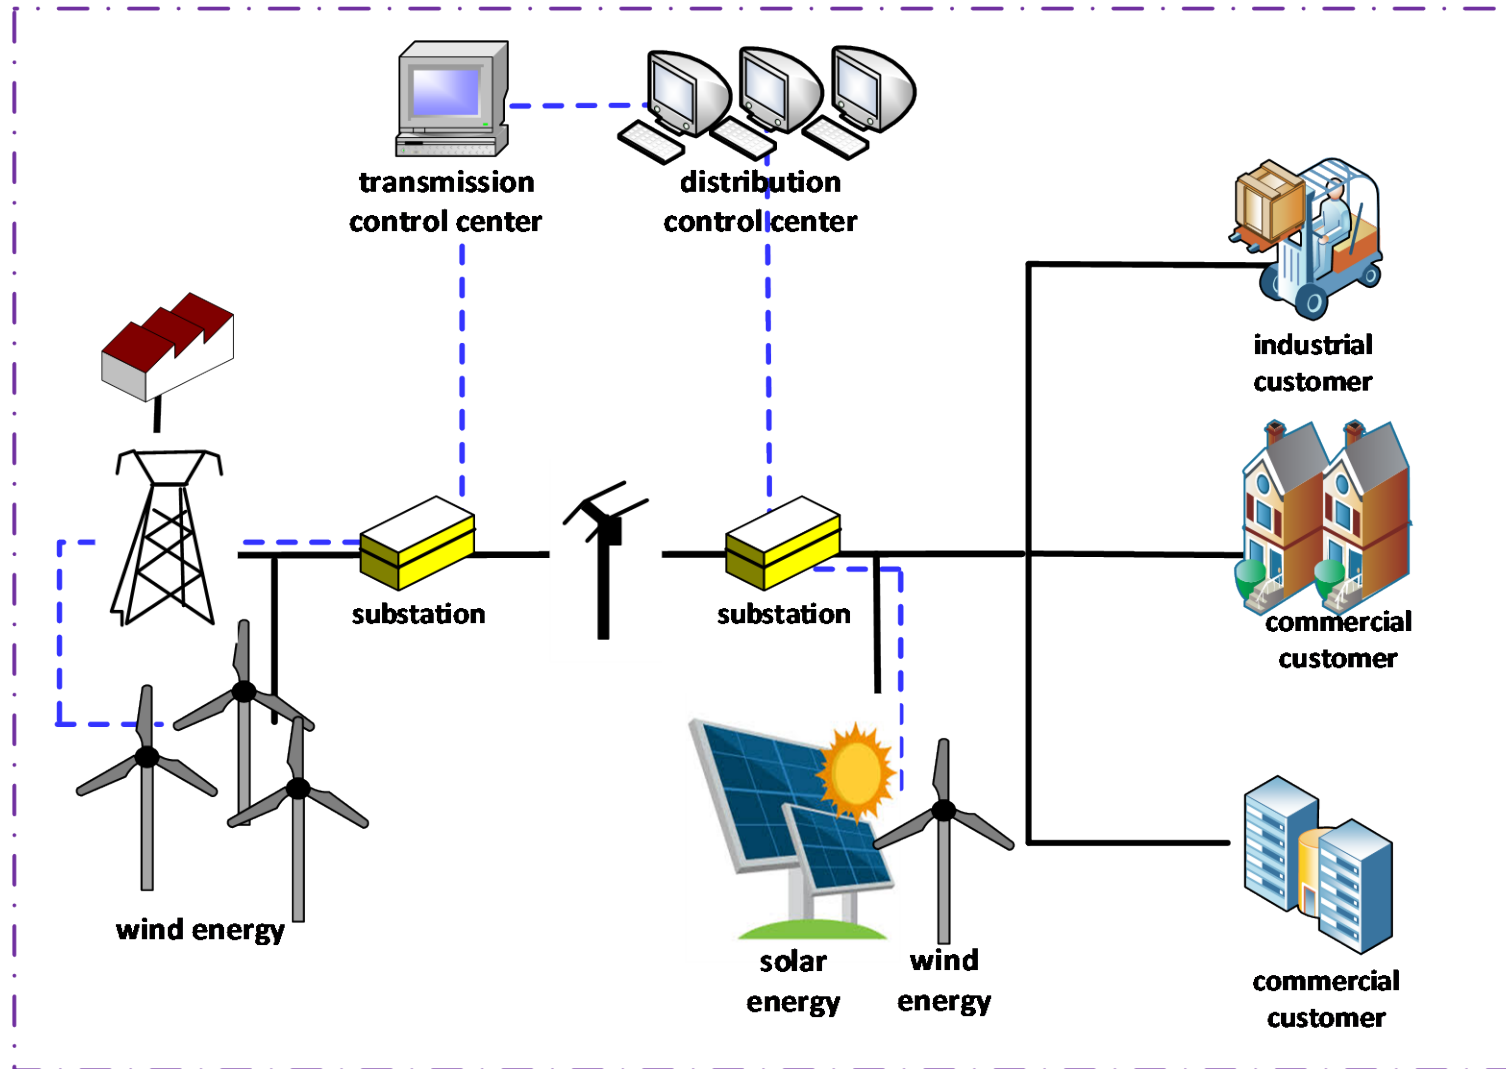 transmission
control center
distribution
control center
industrial
customer
substation
substation
commercial
customer
wind energy
solar
energy
wind
energy
commercial
customer